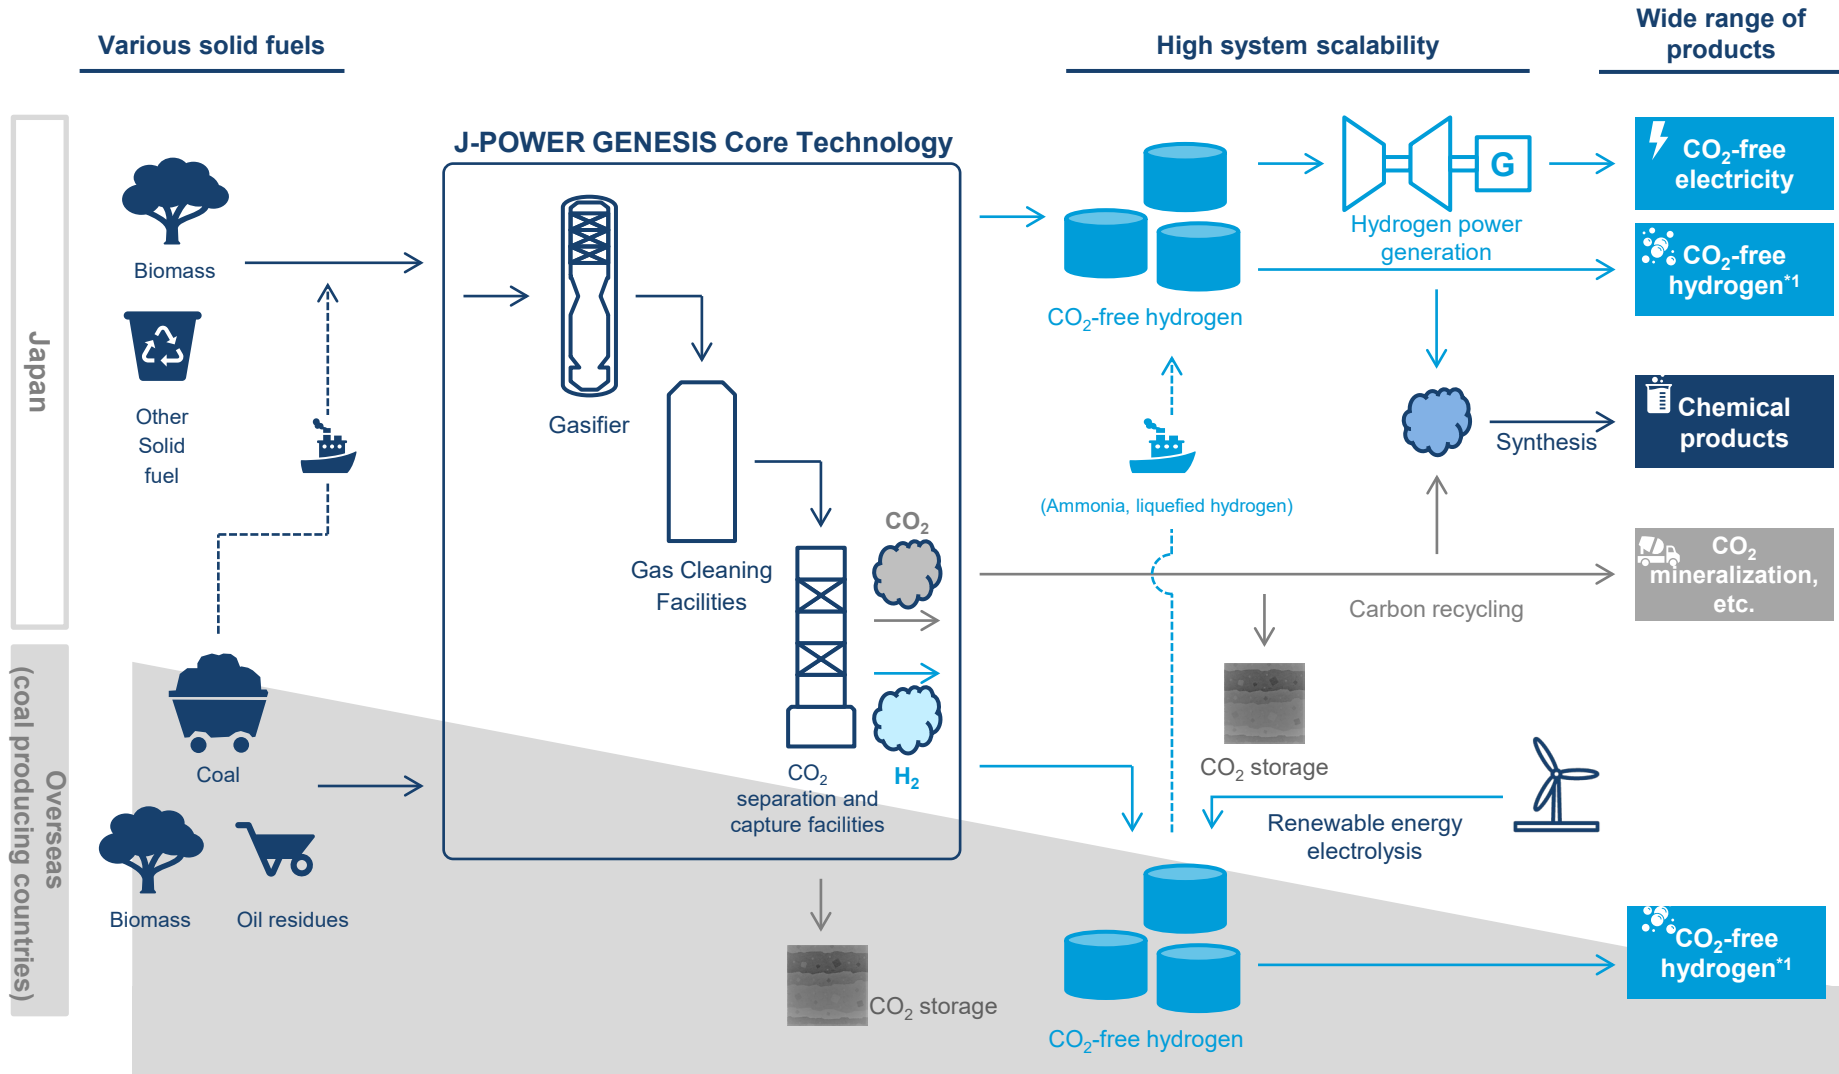 Various solid fuels
High system scalability
Wide range of
products
Japan
Overseas
(coal producing countries)
J-POWER GENESIS Core Technology
Biomass
Other
Solid
fuel
Coal
Biomass
Oil residues
Gasifier
Gas Cleaning
Facilities
CO2
H2
CO2
separation and
capture facilities
CO2 storage
CO2-free hydrogen
G
Hydrogen power
generation
(Ammonia, liquefied hydrogen)
Synthesis
Carbon recycling
CO2 storage
Renewable energy
electrolysis
CO2-free hydrogen
CO2-free
electricity
CO2-free
hydrogen*1
Chemical
products
CO2
mineralization,
etc.
CO2-free
hydrogen*1